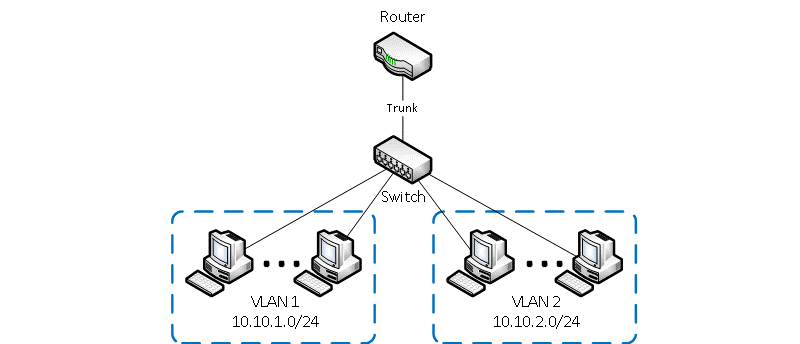 Router
Trunk
Switch
VLAN 1
10.10.1.0/24
VLAN 2
10.10.2.0/24